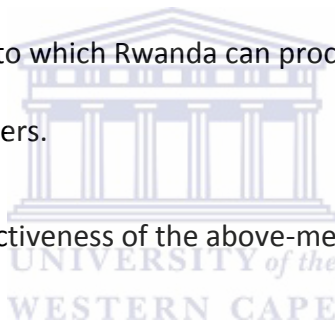 to which Rwanda can proc
ers.
ctiveness of the above-me
UNIVERSITY of the
WESTERN CAPE